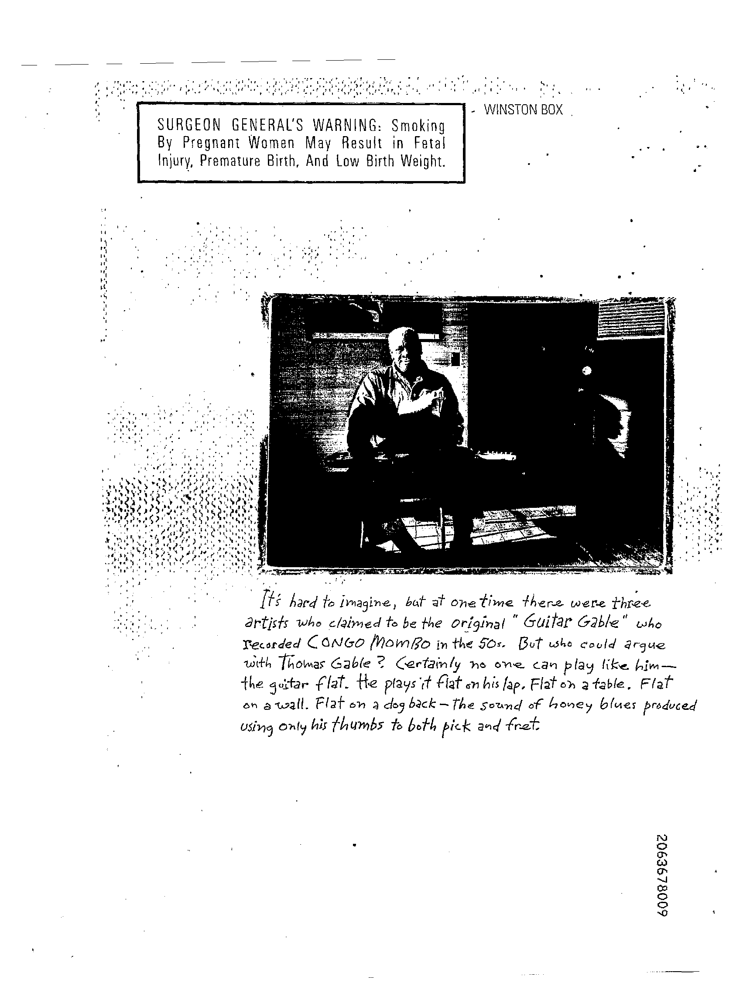 - WINSTON BOX
SURGEON GENERAL'S WARNING: Smoking
By Pregnant Women May Result in Fetal
Injury, Premature Birth, And Low Birth Weight.
It's hard to imagine, but at one time there were three
artists who claimed to be the original "Guitar Gable" who
recorded CONGO MOMBO in the 50s. But who could argue
with Thomas Gable? Certainly no one can play like him—
the guitar flat. He plays it flat on his lap. Flat on a table. Flat
on a wall. Flat on a dog back—the sound of honey blues produced
using only his thumbs to both pick and fret.
2063678009